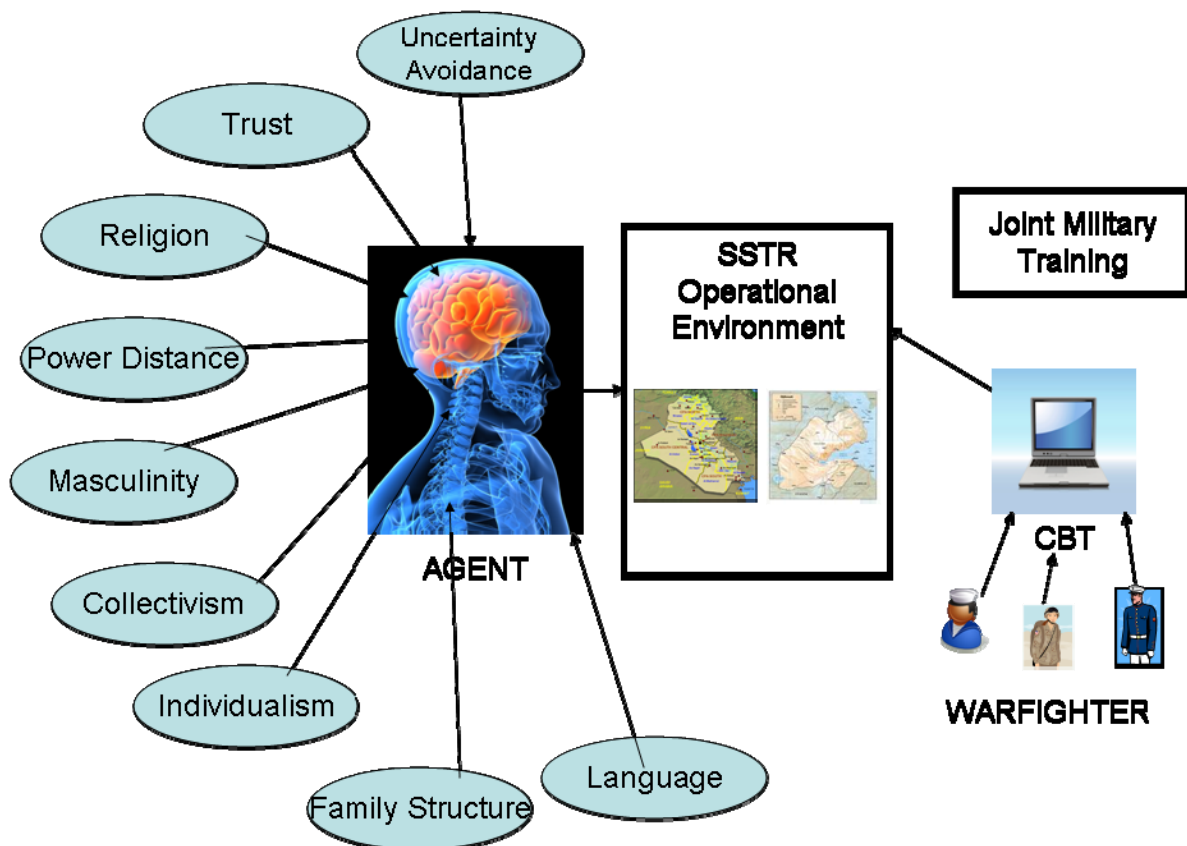 Uncertainty
Avoidance
Trust
Religion
Power Distance
Masculinity
Collectivism
Individualism
Family Structure
Language
AGENT
SSTR
Operational
Environment
Joint Military
Training
CBT
WARFIGHTER